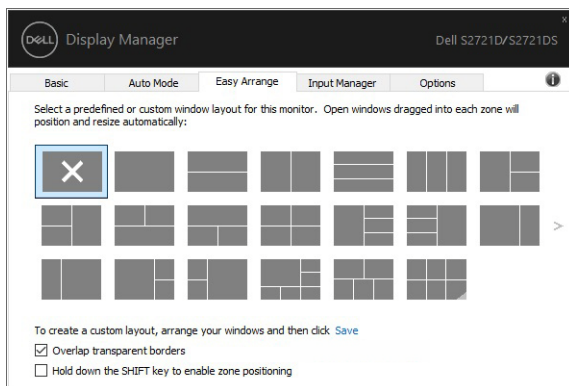 x
DELL Display Manager Dell S2721D/S2721DS
Basic Auto Mode Easy Arrange Input Manager Options i
Select a predefined or custom window layout for this monitor. Open windows dragged into each zone will
position and resize automatically:
>
To create a custom layout, arrange your windows and then click Save
Overlap transparent borders
Hold down the SHIFT key to enable zone positioning